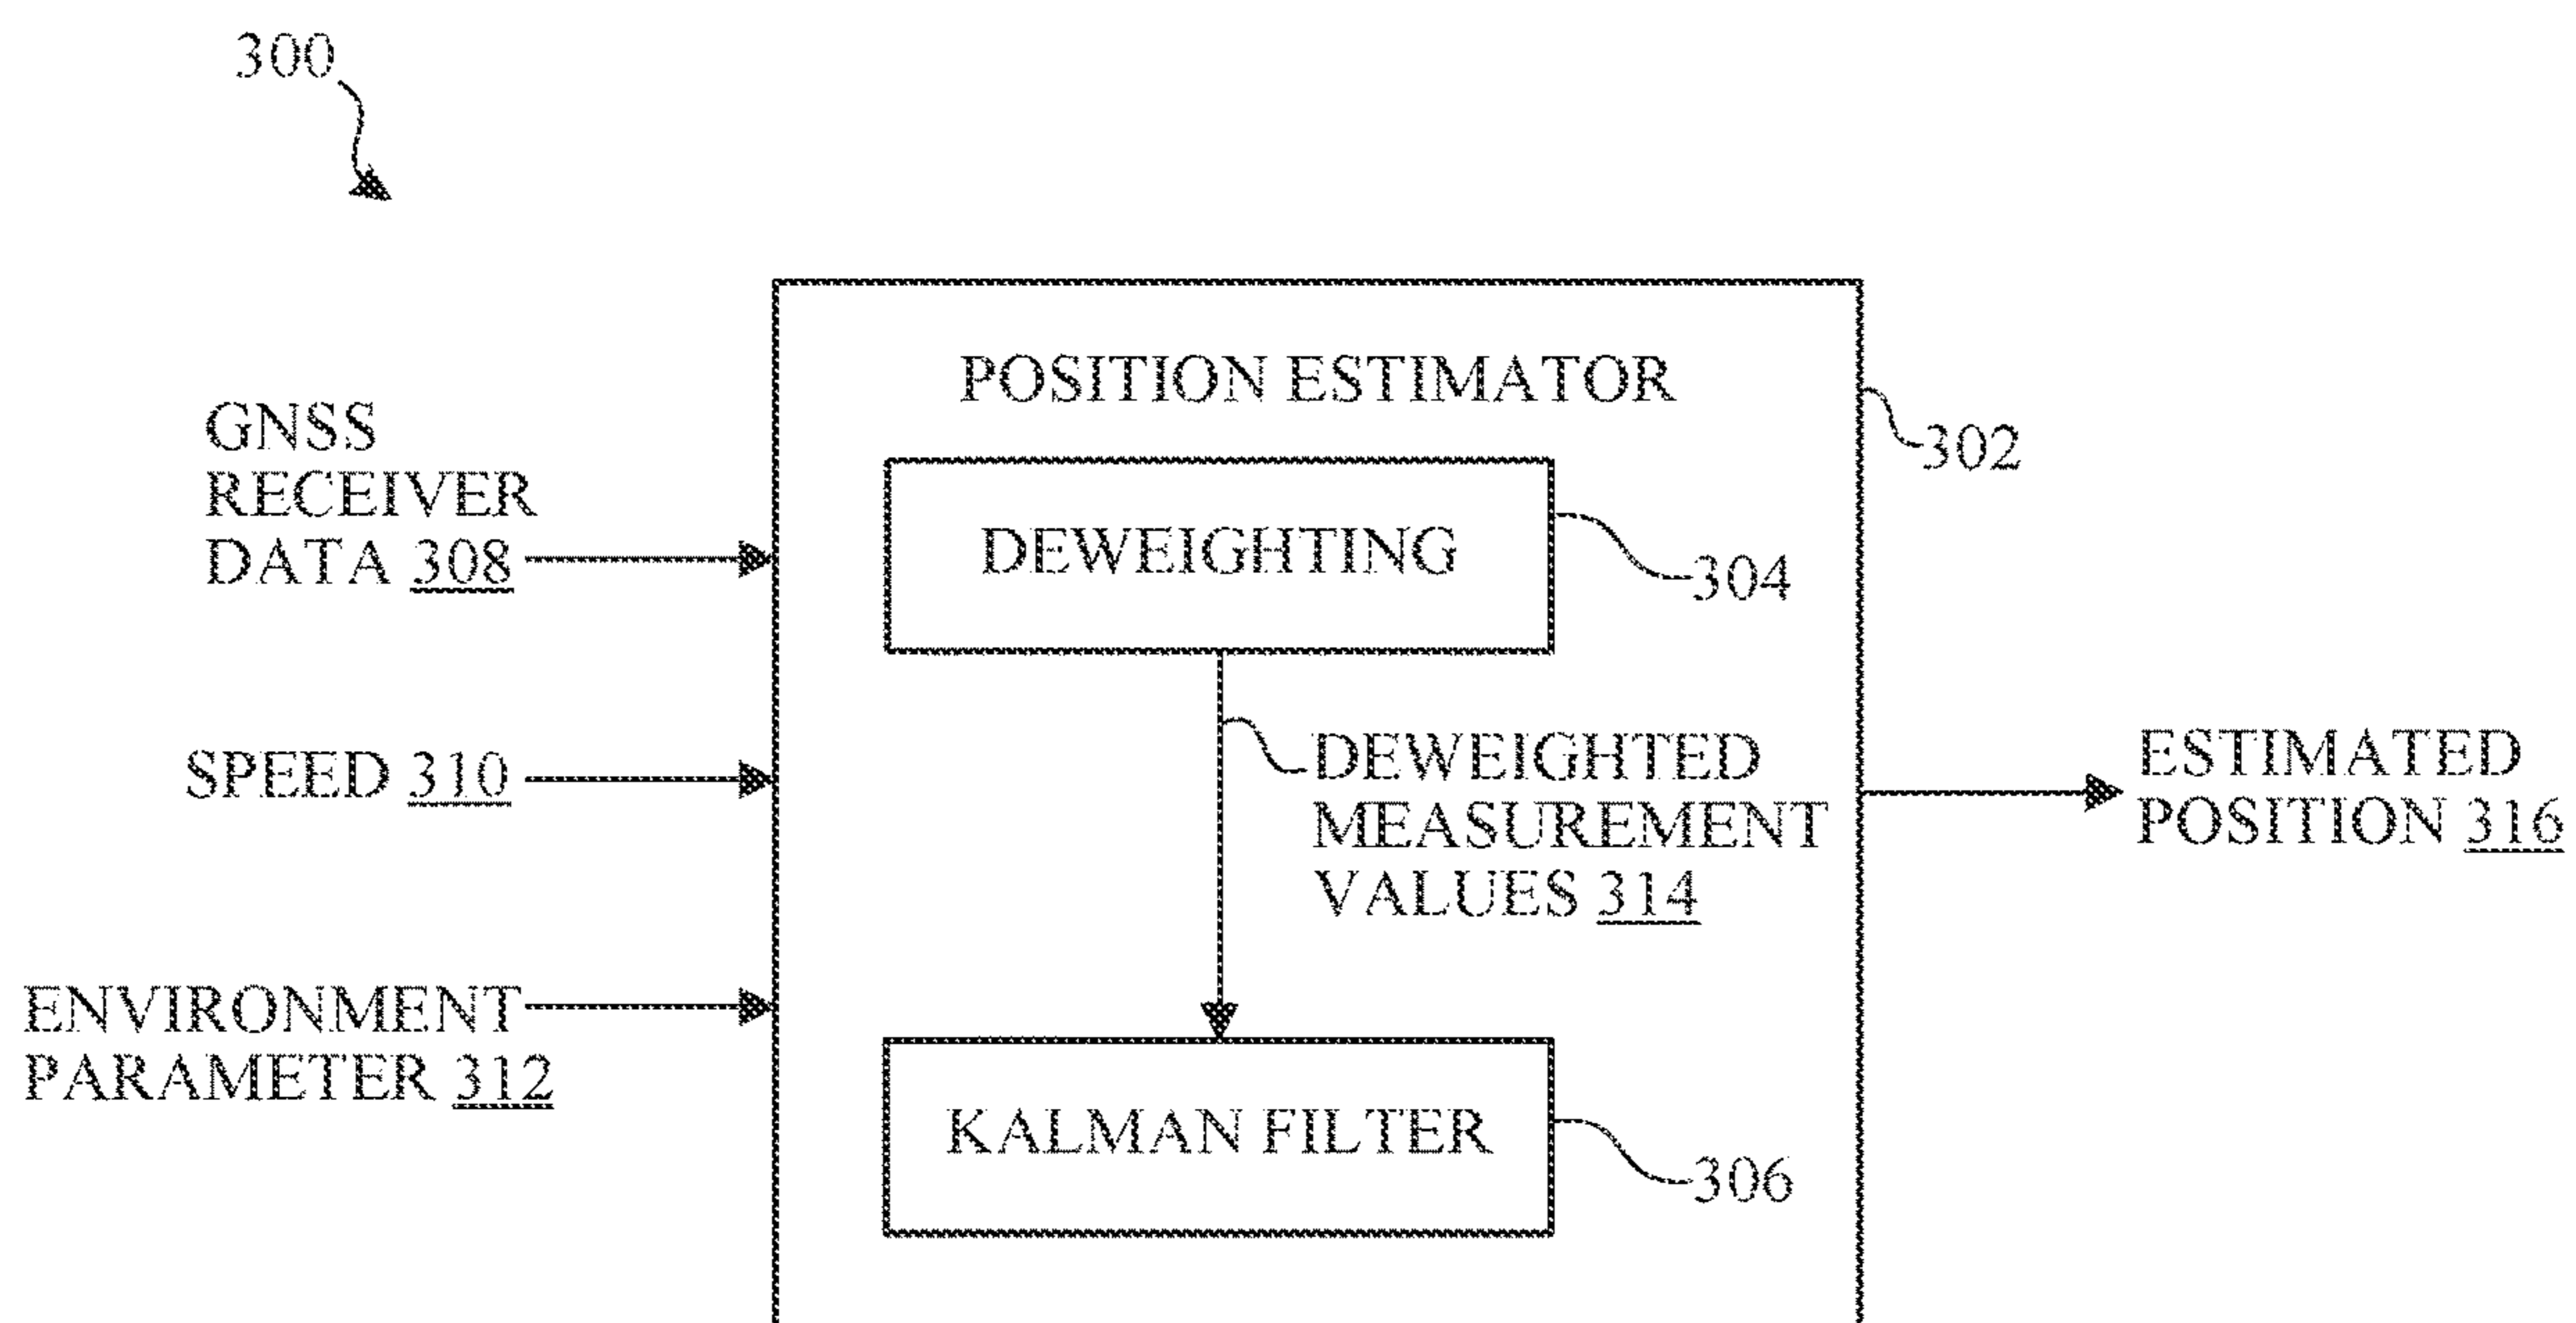 300
POSITION ESTIMATOR
302
GNSS
RECEIVER
DATA 308
DEWEIGHTING
304
SPEED 310
DEWEIGHTED
MEASUREMENT
VALUES 314
ESTIMATED
POSITION 316
ENVIRONMENT
PARAMETER 312
KALMAN FILTER
306